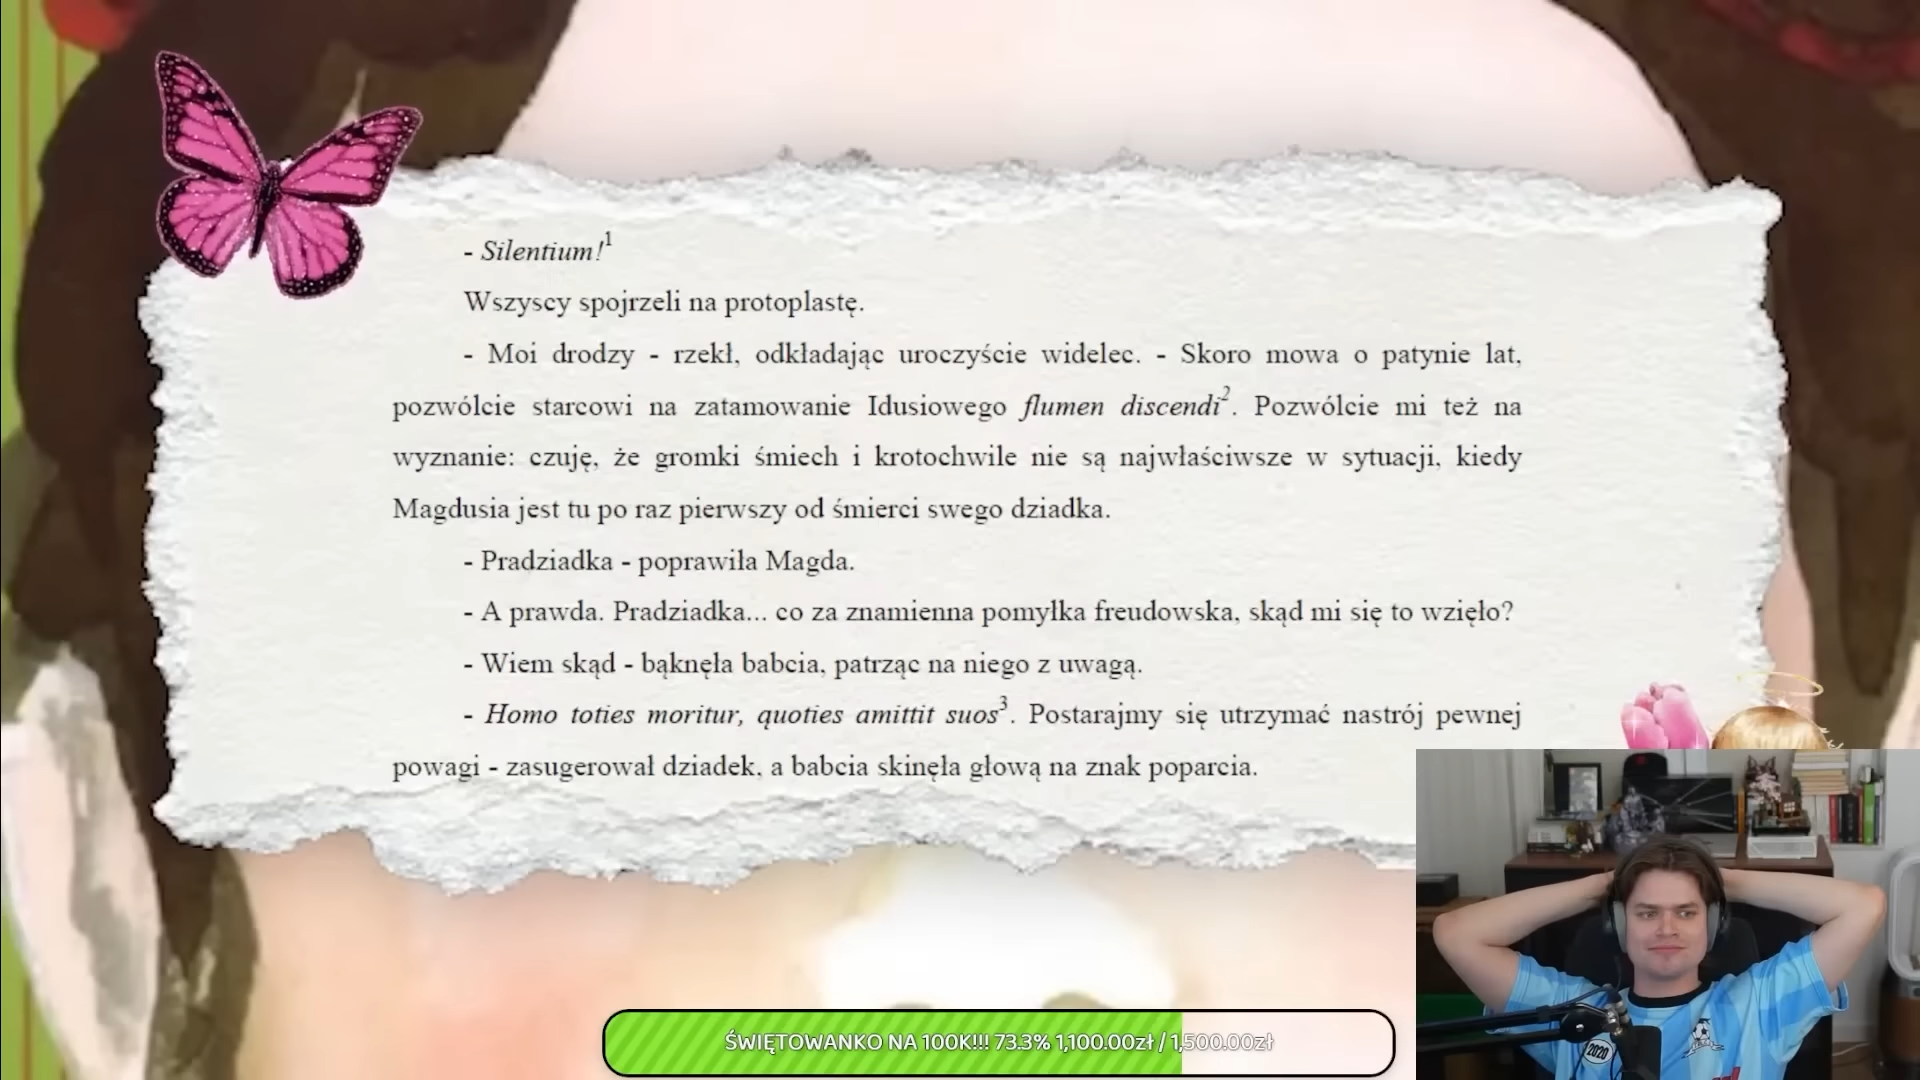 - Silentium!1
Wszyscy spojrzeli na protoplastę.
- Moi drodzy - rzekł, odkładając uroczyście widelec. - Skoro mowa o patynie lat,
pozwólcie starcowi na zatamowanie Idusiowego flumen discendi2. Pozwólcie mi też na
wyznanie: czuję, że gromki śmiech i krotochwile nie są najwłaściwsze w sytuacji, kiedy
Magdusia jest tu po raz pierwszy od śmierci swego dziadka.
- Pradziadka - poprawiła Magda.
- A prawda. Pradziadka... co za znamienna pomyłka freudowska, skąd mi się to wzięło?
- Wiem skąd - bąknęła babcia, patrząc na niego z uwagą.
- Homo toties moritur, quoties amittit suos3. Postarajmy się utrzymać nastrój pewnej
powagi - zasugerował dziadek, a babcia skinęła głową na znak poparcia.
ŚWIĘTOWANKO NA 100K!!! 73.3% 1,100.00zł / 1,500.00zł
2020